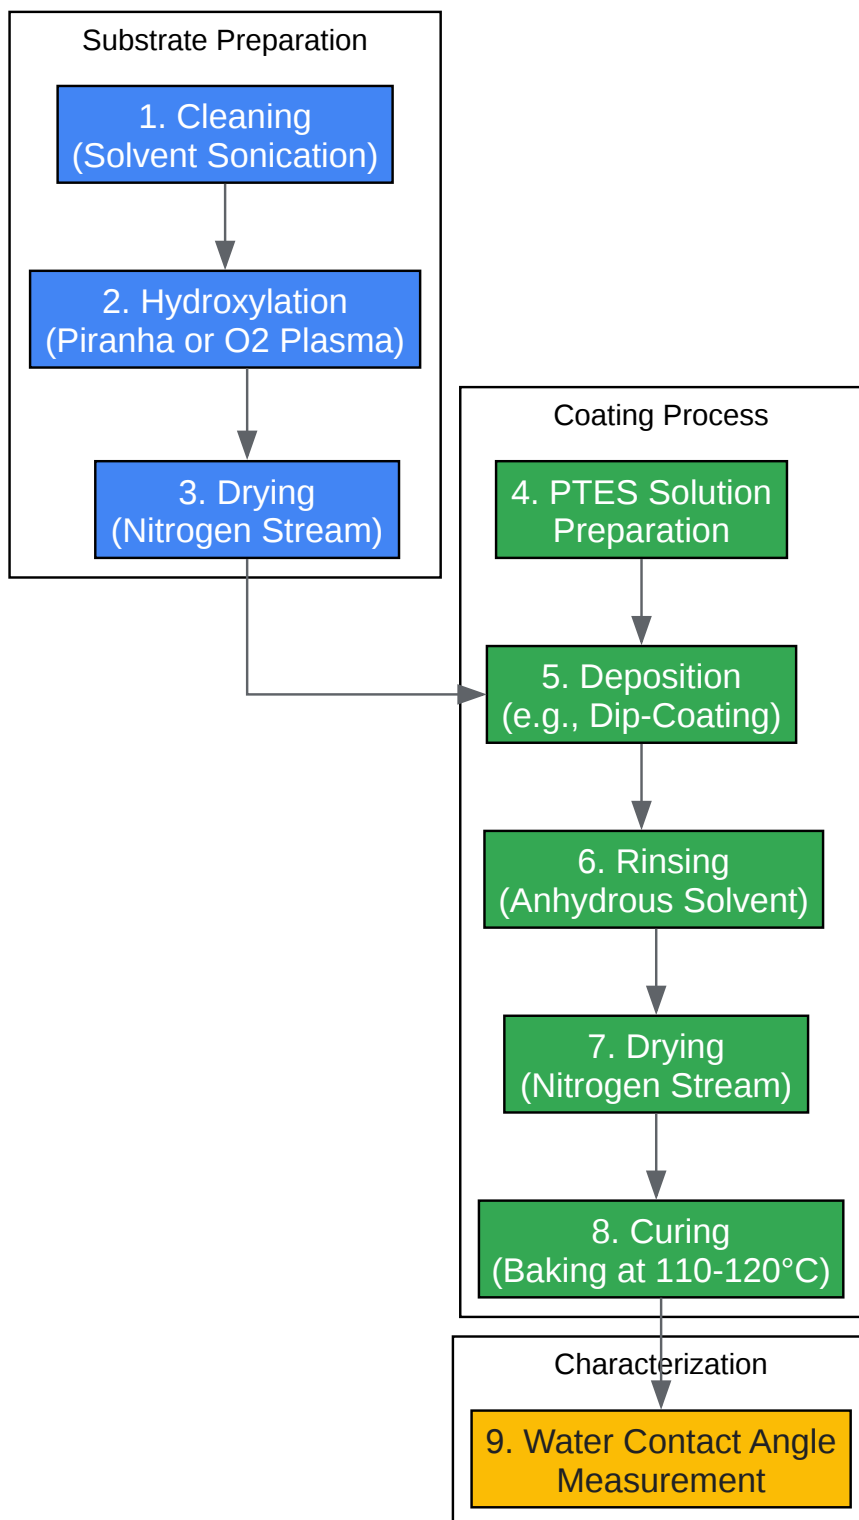 Substrate Preparation
1. Cleaning
(Solvent Sonication)
2. Hydroxylation
(Piranha or O2 Plasma)
3. Drying
(Nitrogen Stream)
Coating Process
4. PTES Solution
Preparation
5. Deposition
(e.g., Dip-Coating)
6. Rinsing
(Anhydrous Solvent)
7. Drying
(Nitrogen Stream)
8. Curing
(Baking at 110-120°C)
Characterization
9. Water Contact Angle
Measurement